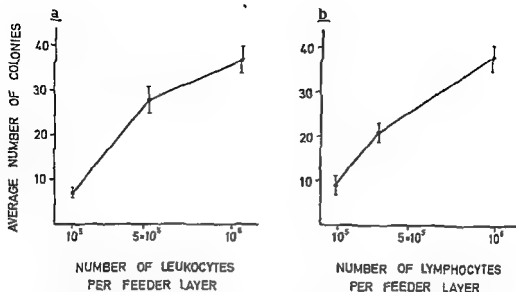 a
AVERAGE NUMBER OF COLONIES
40
30
20
10
10⁵
5×10⁵
10⁶
NUMBER OF LEUKOCYTES
PER FEEDER LAYER
b
40
30
20
10
10⁵
5×10⁵
10⁶
NUMBER OF LYMPHOCYTES
PER FEEDER LAYER